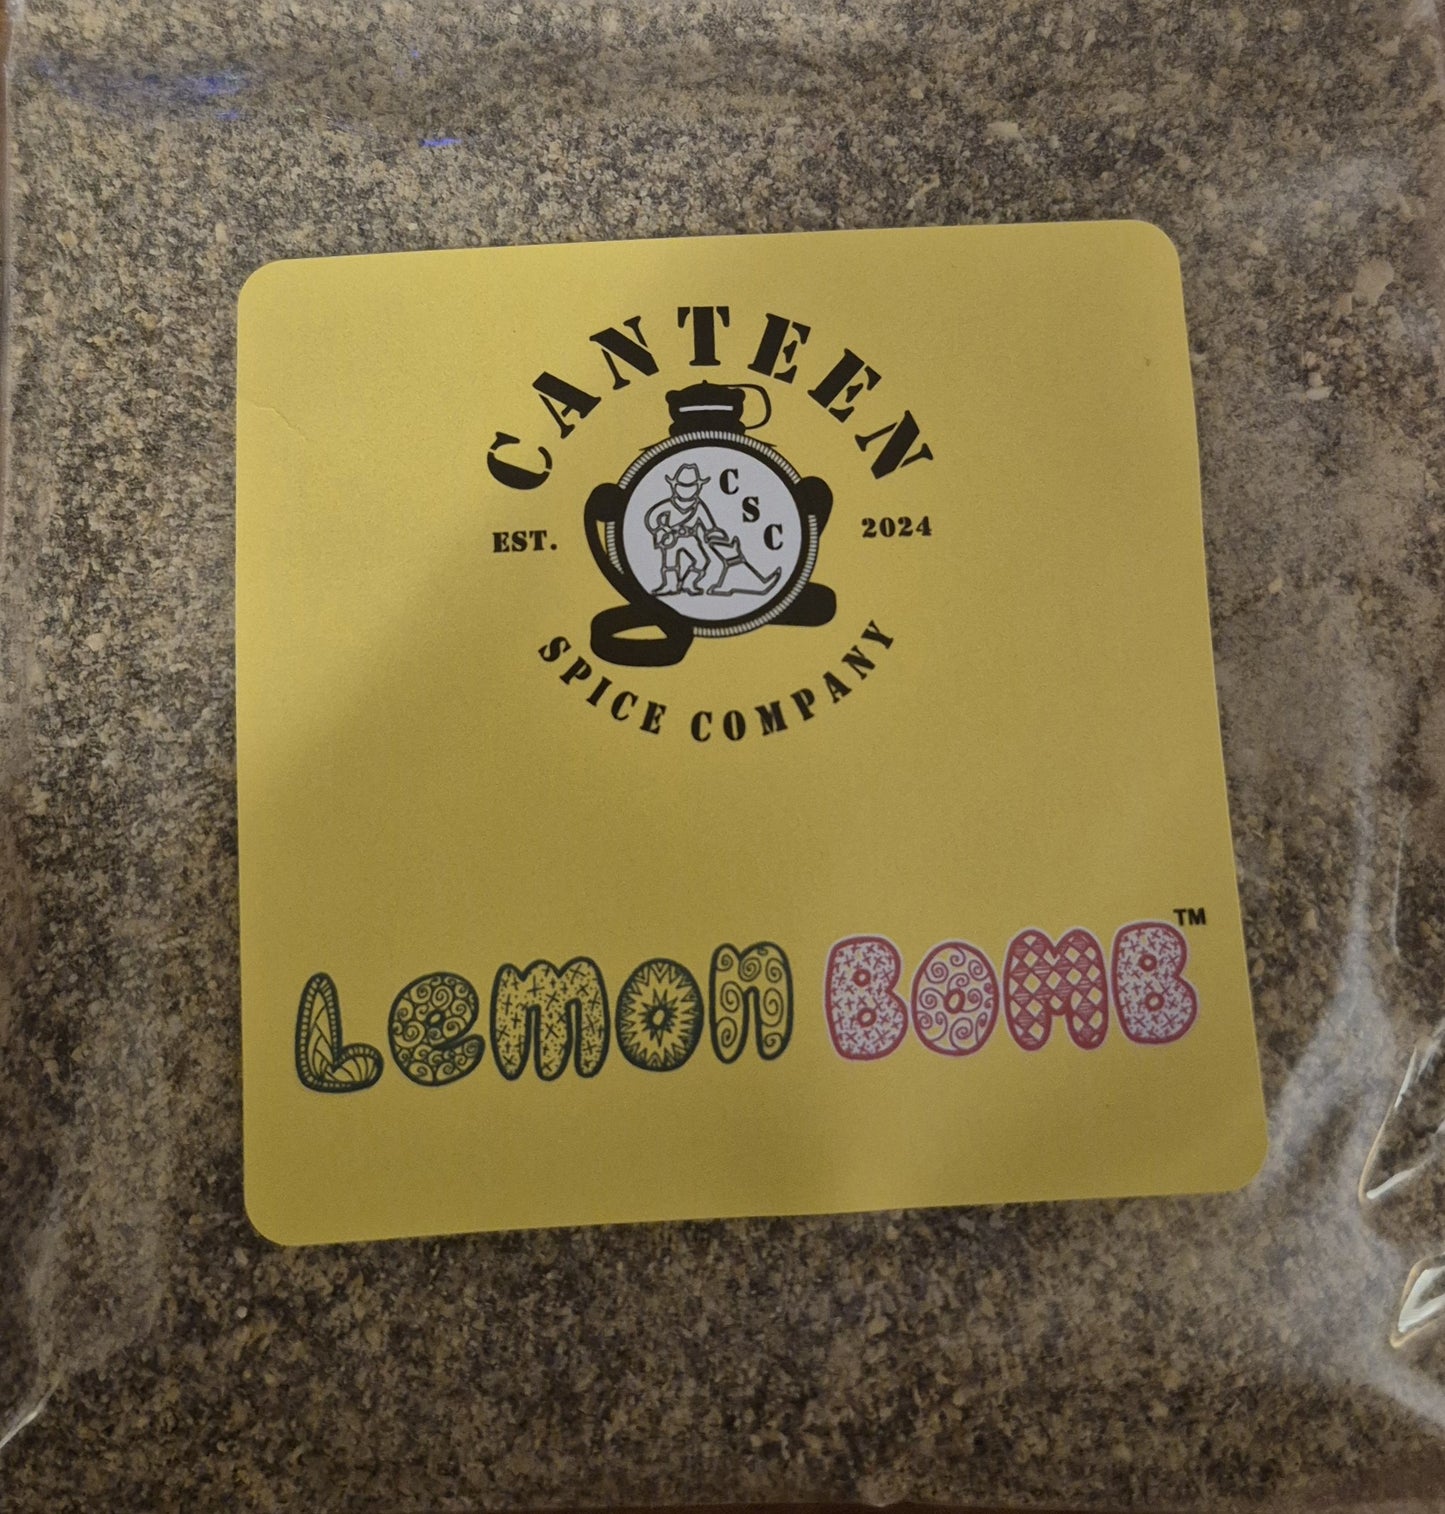 CANTEEN
CSC
EST. 2024
SPICE COMPANY
Lemon BOMB™